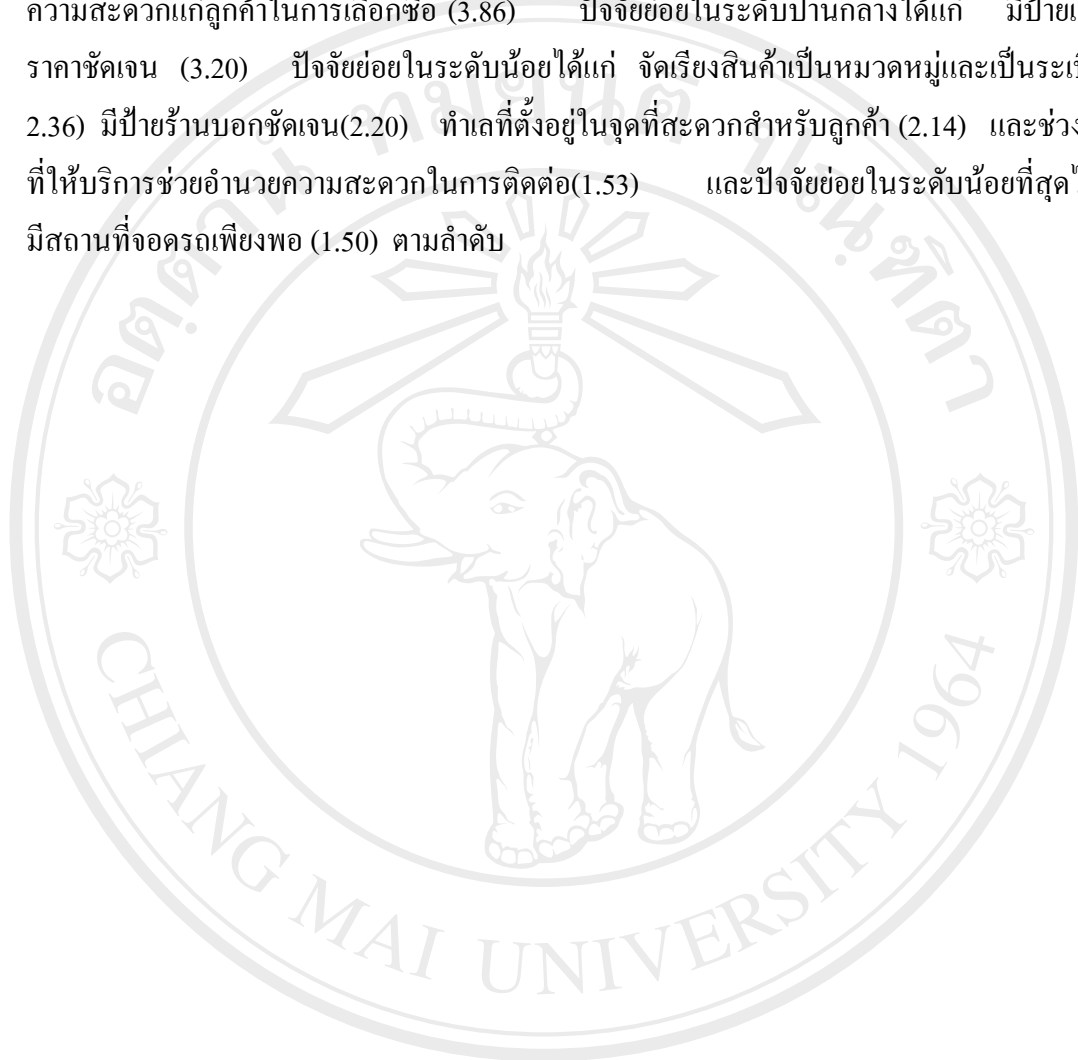 ความสะดวกแก่ลูกค้าในการเลือกซื้อ (3.86) ปัจจัยย่อยในระดับปานกลางได้แก่ มีป้าย
ราคาชัดเจน (3.20) ปัจจัยย่อยในระดับน้อยได้แก่ จัดเรียงสินค้าเป็นหมวดหมู่และ
2.36) มีป้ายร้านบอกชัดเจน(2.20) ทำเลที่ตั้งอยู่ในจุดที่สะดวกสำหรับลูกค้า (2.14) และ
ที่ให้บริการช่วยอำนวยความสะดวกในการติดต่อ(1.53) และปัจจัยย่อยในระดับน้อยที่สุด
มีสถานที่จอดรถเพียงพอ (1.50) ตามลำดับ
อตฺตานํ ทมยนฺติ ปณฺฑิตา
CHIANG MAI UNIVERSITY 1964